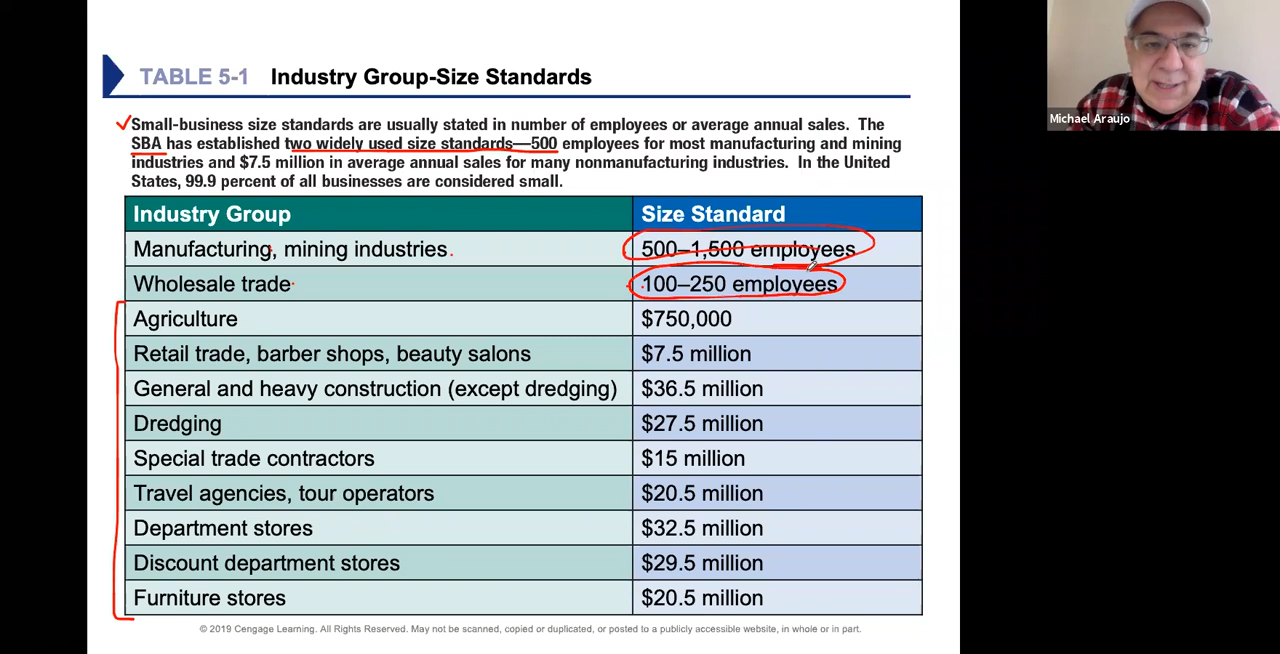 TABLE 5-1 Industry Group-Size Standards
Small-business size standards are usually stated in number of employees or average annual sales. The
SBA has established two widely used size standards—500 employees for most manufacturing and mining
industries and $7.5 million in average annual sales for many nonmanufacturing industries. In the United
States, 99.9 percent of all businesses are considered small.
Industry Group Size Standard
Manufacturing, mining industries 500–1,500 employees
Wholesale trade 100–250 employees
Agriculture $750,000
Retail trade, barber shops, beauty salons $7.5 million
General and heavy construction (except dredging) $36.5 million
Dredging $27.5 million
Special trade contractors $15 million
Travel agencies, tour operators $20.5 million
Department stores $32.5 million
Discount department stores $29.5 million
Furniture stores $20.5 million
© 2019 Cengage Learning. All Rights Reserved. May not be scanned, copied or duplicated, or posted to a publicly accessible website, in whole or in part.
Michael Araujo